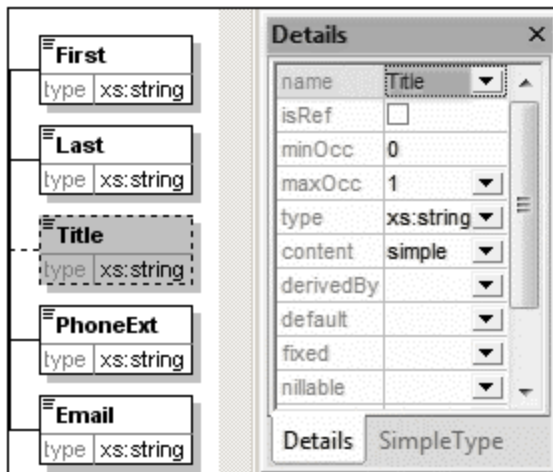 First
type xs:string
Last
type xs:string
Title
type xs:string
PhoneExt
type xs:string
Email
type xs:string
Details
name Title
isRef
minOcc 0
maxOcc 1
type xs:string
content simple
derivedBy
default
fixed
nillable
Details SimpleType